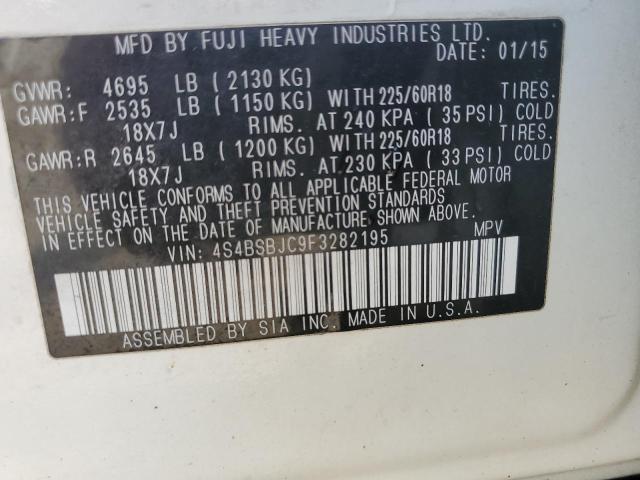 MFD BY FUJI HEAVY INDUSTRIES LTD.
DATE: 01/15
GVWR: 4695 LB ( 2130 KG)
GAWR:F 2535 LB ( 1150 KG) WITH 225/60R18 TIRES.
18X7J RIMS. AT 240 KPA ( 35 PSI) COLD
GAWR:R 2645 LB ( 1200 KG) WITH 225/60R18 TIRES.
18X7J RIMS. AT 230 KPA ( 33 PSI) COLD
THIS VEHICLE CONFORMS TO ALL APPLICABLE FEDERAL MOTOR
VEHICLE SAFETY AND THEFT PREVENTION STANDARDS
IN EFFECT ON THE DATE OF MANUFACTURE SHOWN ABOVE.
VIN: 4S4BSBJC9F3282195 MPV
ASSEMBLED BY SIA INC. MADE IN U.S.A.